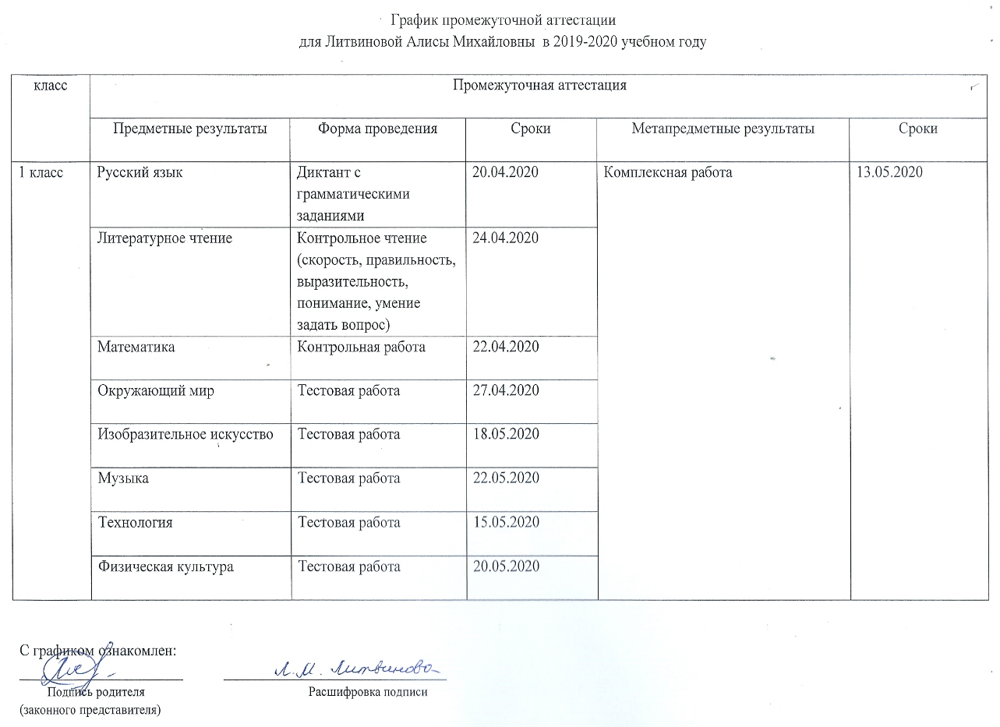 График промежуточной аттестации
для Литвиновой Алисы Михайловны в 2019-2020 учебном году
класс
Промежуточная аттестация
Предметные результаты
Форма проведения
Сроки
Метапредметные результаты
Сроки
1 класс
Русский язык
Диктант с
грамматическими
заданиями
20.04.2020
Комплексная работа
13.05.2020
Литературное чтение
Контрольное чтение
(скорость, правильность,
выразительность,
понимание, умение
задать вопрос)
24.04.2020
Математика
Контрольная работа
22.04.2020
Окружающий мир
Тестовая работа
27.04.2020
Изобразительное искусство
Тестовая работа
18.05.2020
Музыка
Тестовая работа
22.05.2020
Технология
Тестовая работа
15.05.2020
Физическая культура
Тестовая работа
20.05.2020
С графиком ознакомлен:
Л.М. Литвинова
Подпись родителя
Расшифровка подписи
(законного представителя)